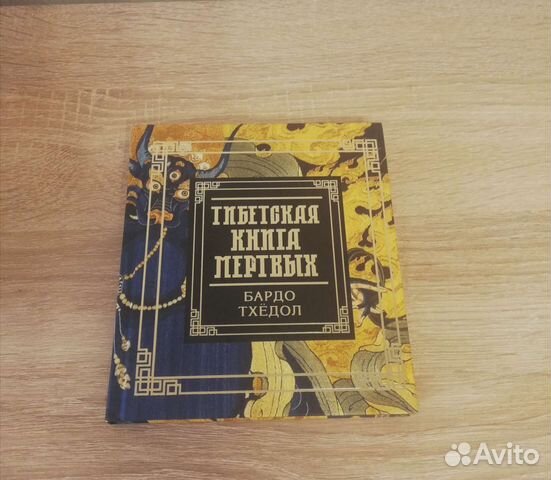 ТИБЕТСКАЯ
КНИГА
МЕРТВЫХ
БАРДО
ТХЁДОЛ
Avito